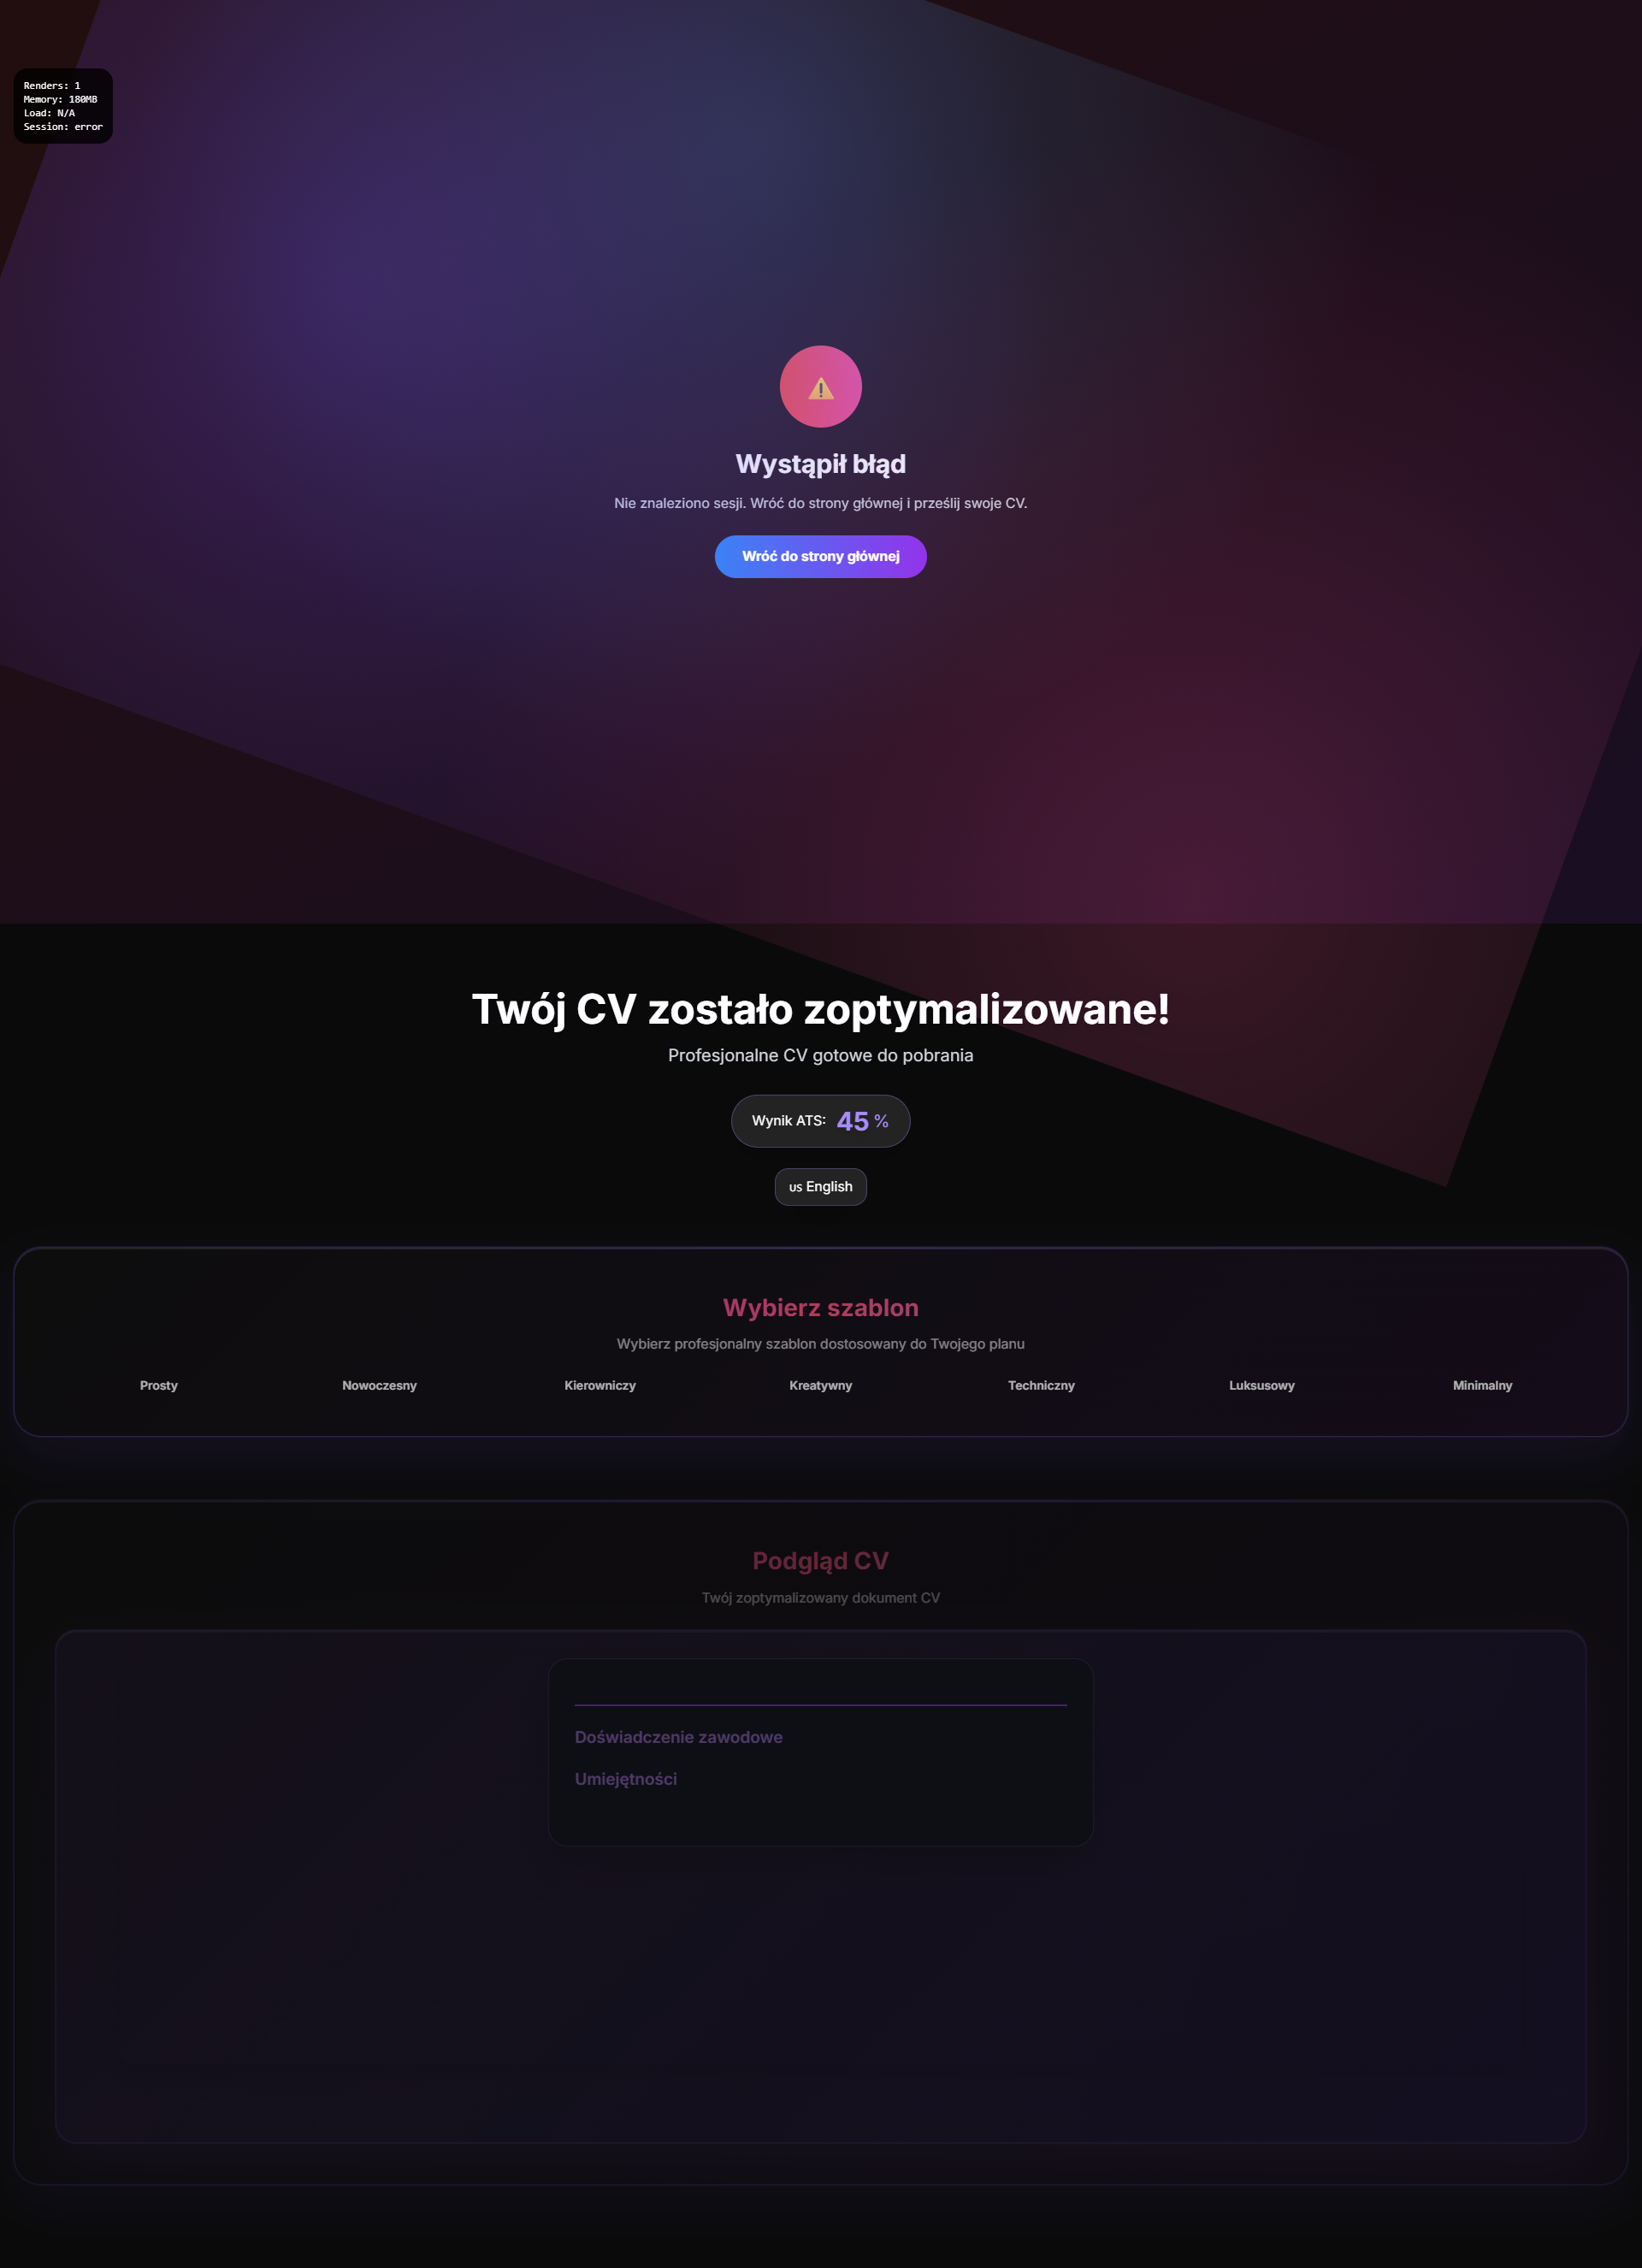 Renders: 1
Memory: 180MB
Load: N/A
Session: error
Wystąpił błąd
Nie znaleziono sesji. Wróć do strony głównej i prześlij swoje CV.
Wróć do strony głównej
Twój CV zostało zoptymalizowane!
Profesjonalne CV gotowe do pobrania
Wynik ATS: 45 %
US English
Wybierz szablon
Wybierz profesjonalny szablon dostosowany do Twojego planu
Prosty Nowoczesny Kierowniczy Kreatywny Techniczny Luksusowy Minimalny
Podgląd CV
Twój zoptymalizowany dokument CV
Doświadczenie zawodowe
Umiejętności